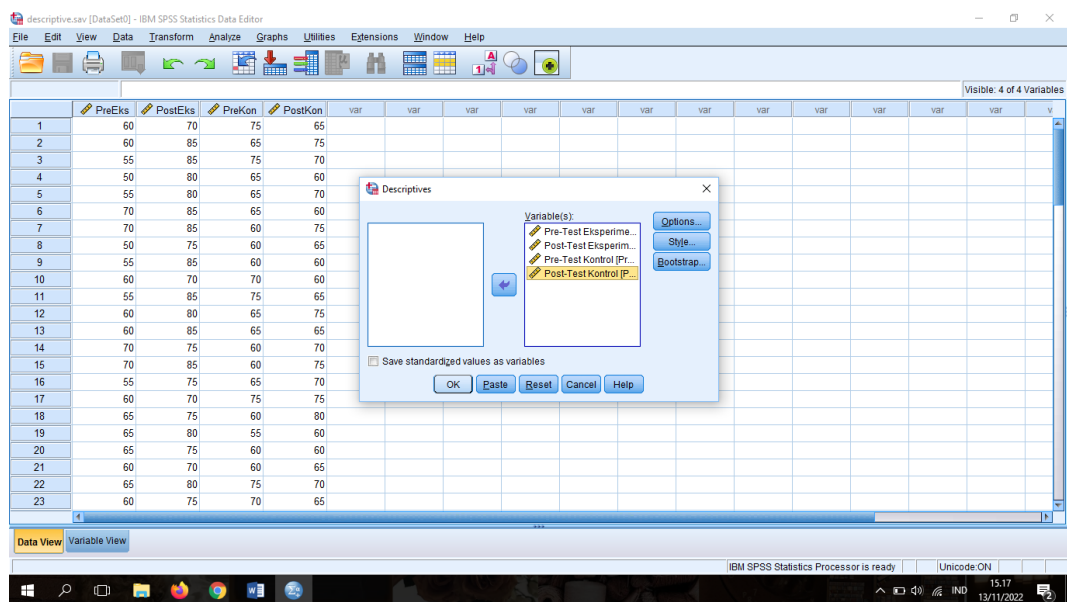 descriptive.sav [DataSet0] - IBM SPSS Statistics Data Editor
File Edit View Data Transform Analyze Graphs Utilities Extensions Window Help
Visible: 4 of 4 Variables
PreEks PostEks PreKon PostKon var var var var var var var var var var var var v
1 60 70 75 65
2 60 85 65 75
3 55 85 75 70
4 50 80 65 60
5 55 80 65 70
6 70 85 65 60
7 70 85 60 75
8 50 75 60 65
9 55 85 60 60
10 60 70 70 60
11 55 85 75 65
12 60 80 65 75
13 60 85 65 65
14 70 75 60 70
15 70 85 60 75
16 55 75 65 70
17 60 70 75 75
18 65 75 60 80
19 65 80 55 60
20 65 75 60 60
21 60 70 60 65
22 65 80 75 70
23 60 75 70 65
Descriptives
Variable(s):
Pre-Test Eksperime...
Post-Test Eksperim...
Pre-Test Kontrol [Pr...
Post-Test Kontrol [P...
Options...
Style...
Bootstrap...
Save standardized values as variables
OK Paste Reset Cancel Help
Data View Variable View
IBM SPSS Statistics Processor is ready Unicode:ON
IND 15.17
13/11/2022